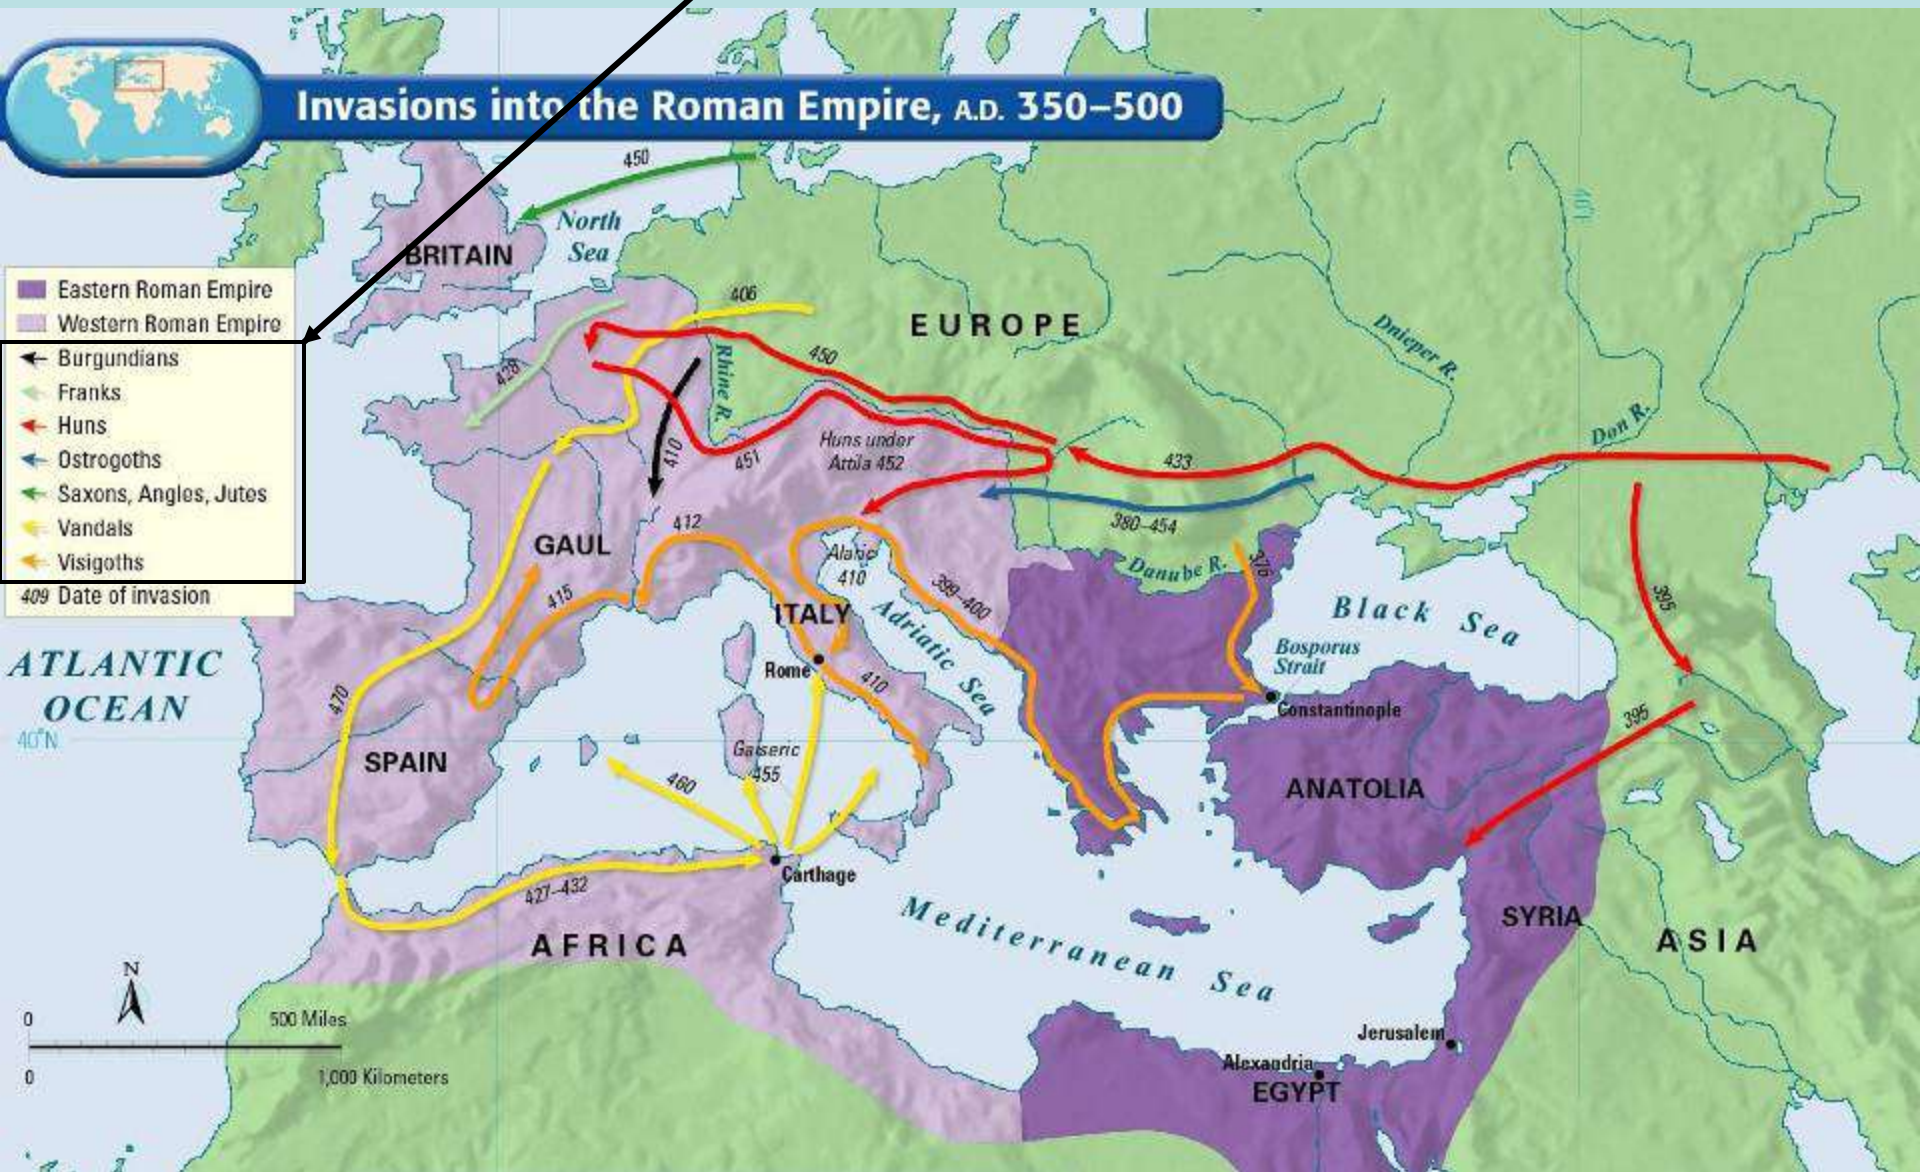 Invasions into the Roman Empire, A.D. 350–500
450
North
Sea
BRITAIN
Eastern Roman Empire
Western Roman Empire
Burgundians
Franks
Huns
Ostrogoths
Saxons, Angles, Jutes
Vandals
Visigoths
409 Date of invasion
406
EUROPE
Dnieper R.
Don R.
Rhine R.
450
428
410
451
Huns under
Attila 452
433
380–454
Danube R.
376
412
GAUL
415
Alaric
410
399–400
ITALY
Adriatic Sea
Black Sea
Bosporus
Strait
395
Rome
410
Constantinople
395
ATLANTIC
OCEAN
40°N
470
SPAIN
Gaiseric
455
460
ANATOLIA
Carthage
427–432
AFRICA
Mediterranean Sea
SYRIA
ASIA
N
0
500 Miles
0
1,000 Kilometers
Jerusalem
Alexandria
EGYPT